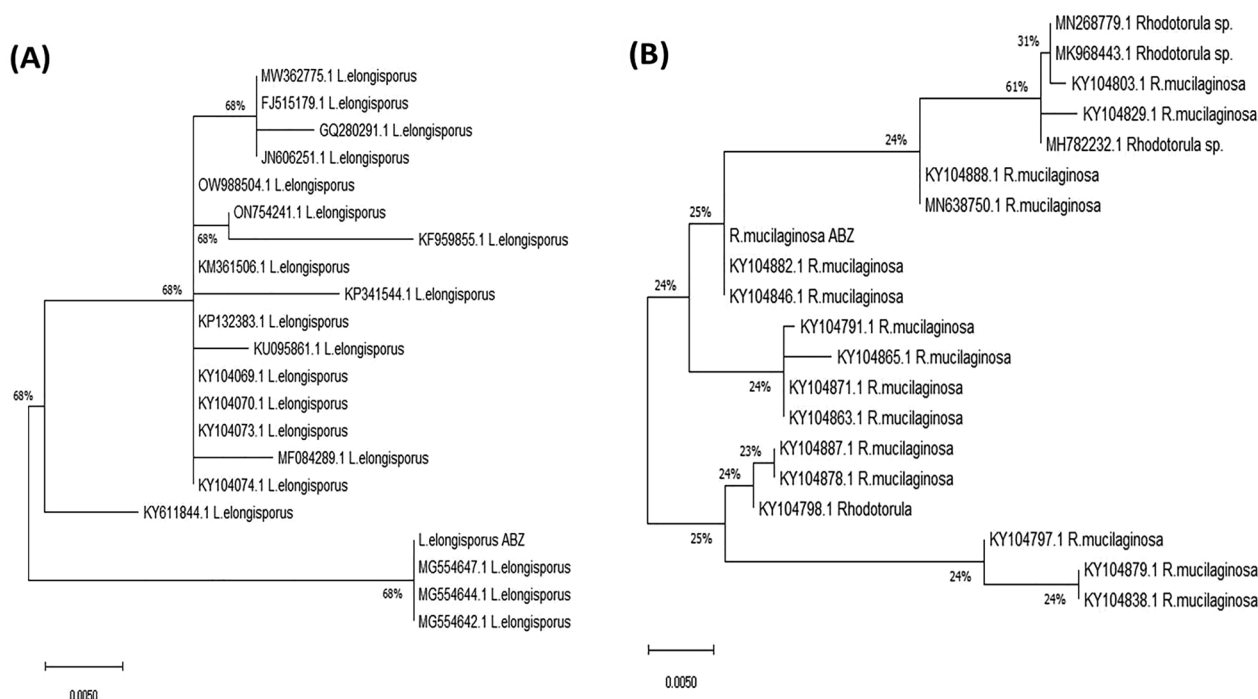 (A)
MW362775.1 L.elongisporus
68%
FJ515179.1 L.elongisporus
GQ280291.1 L.elongisporus
JN606251.1 L.elongisporus
OW988504.1 L.elongisporus
ON754241.1 L.elongisporus
68%
KF959855.1 L.elongisporus
KM361506.1 L.elongisporus
68%
KP341544.1 L.elongisporus
KP132383.1 L.elongisporus
KU095861.1 L.elongisporus
KY104069.1 L.elongisporus
68%
KY104070.1 L.elongisporus
KY104073.1 L.elongisporus
MF084289.1 L.elongisporus
KY104074.1 L.elongisporus
KY611844.1 L.elongisporus
L.elongisporus ABZ
MG554647.1 L.elongisporus
68%
MG554644.1 L.elongisporus
MG554642.1 L.elongisporus
0.0050
(B)
MN268779.1 Rhodotorula sp.
31%
MK968443.1 Rhodotorula sp.
KY104803.1 R.mucilaginosa
61%
KY104829.1 R.mucilaginosa
24%
MH782232.1 Rhodotorula sp.
KY104888.1 R.mucilaginosa
MN638750.1 R.mucilaginosa
25%
R.mucilaginosa ABZ
KY104882.1 R.mucilaginosa
24%
KY104846.1 R.mucilaginosa
KY104791.1 R.mucilaginosa
KY104865.1 R.mucilaginosa
24%
KY104871.1 R.mucilaginosa
KY104863.1 R.mucilaginosa
23%
KY104887.1 R.mucilaginosa
24%
KY104878.1 R.mucilaginosa
KY104798.1 Rhodotorula
25%
KY104797.1 R.mucilaginosa
24%
KY104879.1 R.mucilaginosa
24%
KY104838.1 R.mucilaginosa
0.0050